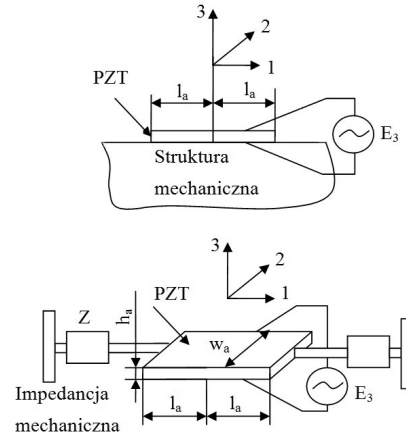 3
2
1
PZT
lₐ lₐ
E₃
Struktura
mechaniczna
3
2
1
PZT
Z
hₐ
wₐ
E₃
Impedancja
mechaniczna
lₐ lₐ